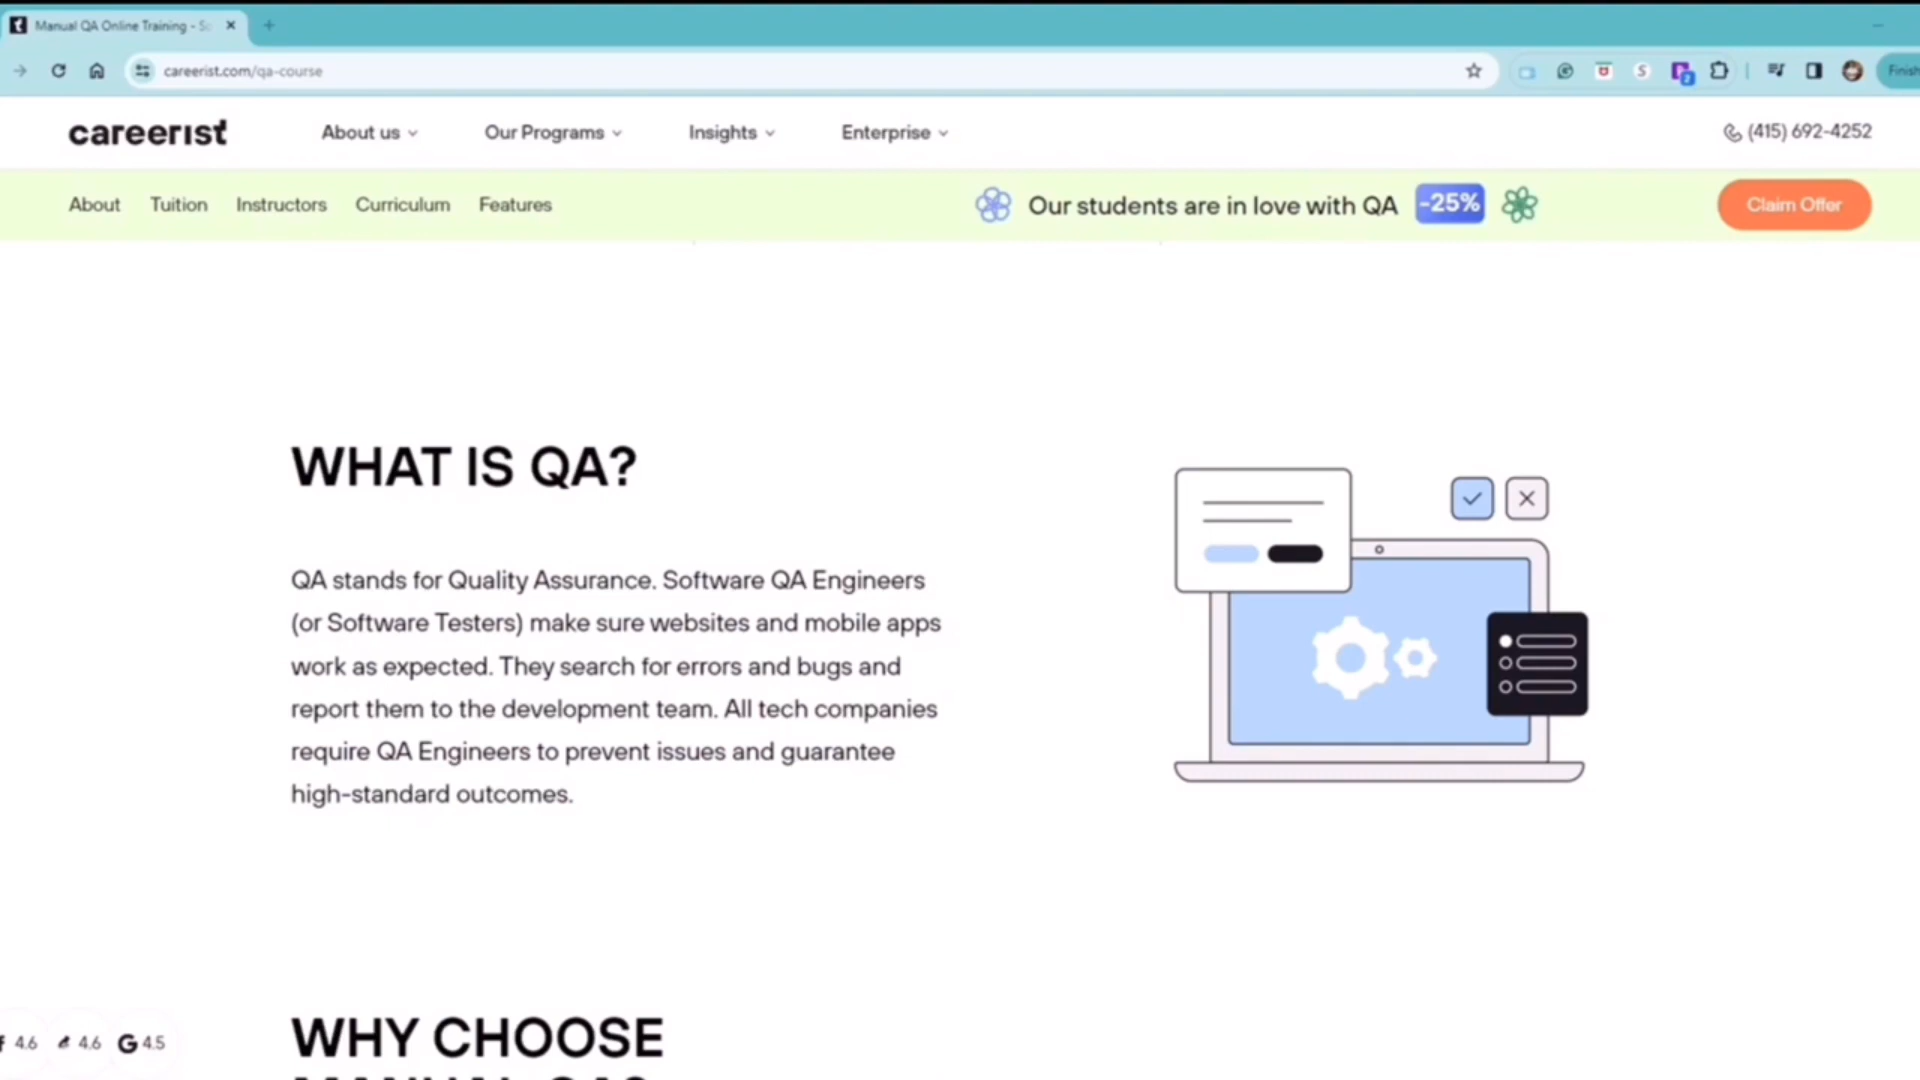 Manual QA Online Training - So
careerist.com/qa-course
Finish
careerist
About us
Our Programs
Insights
Enterprise
(415) 692-4252
About
Tuition
Instructors
Curriculum
Features
Our students are in love with QA
-25%
Claim Offer
WHAT IS QA?
QA stands for Quality Assurance. Software QA Engineers
(or Software Testers) make sure websites and mobile apps
work as expected. They search for errors and bugs and
report them to the development team. All tech companies
require QA Engineers to prevent issues and guarantee
high-standard outcomes.
4.6
4.6
G 4.5
WHY CHOOSE
MANUAL QA?